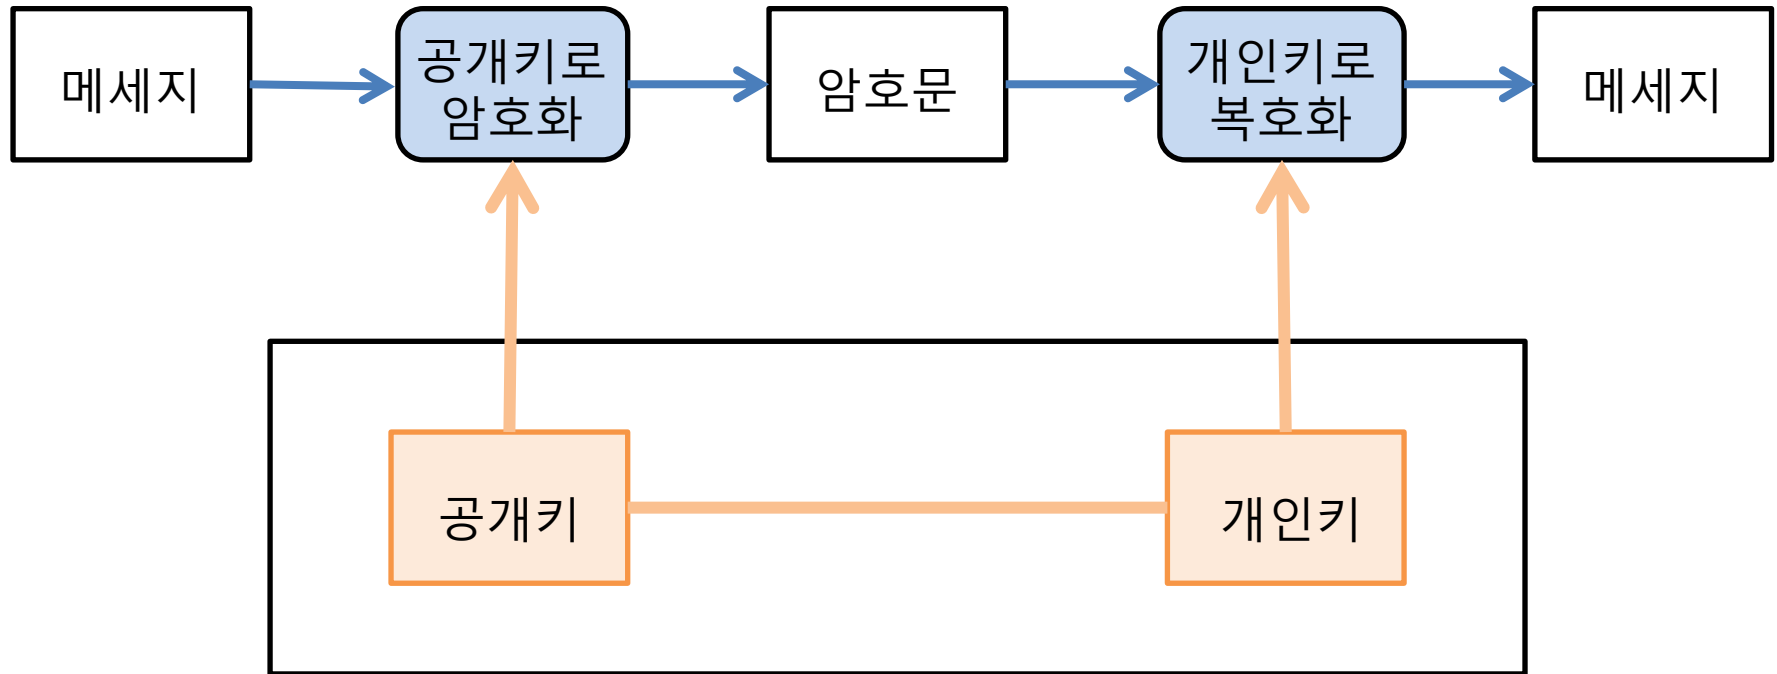 메세지
공개키로
암호화
암호문
개인키로
복호화
메세지
공개키
개인키